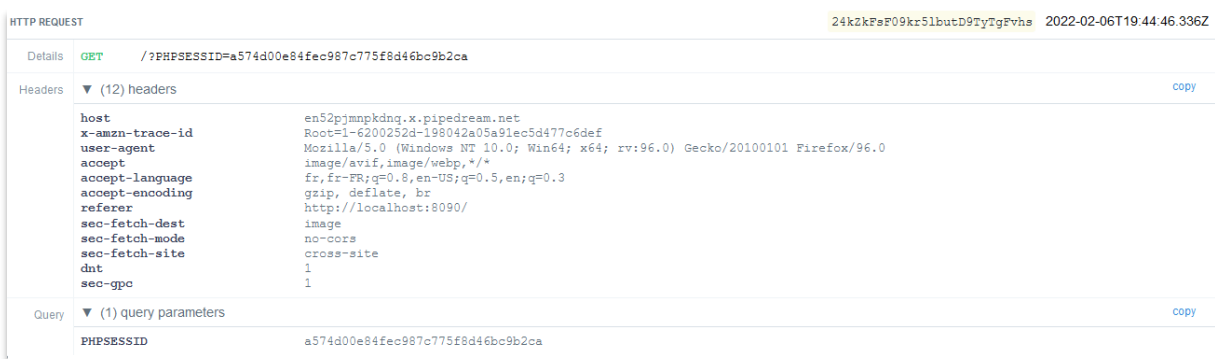 HTTP REQUEST 24kZkFsF09kr5lbutD9TyTgFvhs 2022-02-06T19:44:46.336Z
Details GET /?PHPSESSID=a574d00e84fec987c775f8d46bc9b2ca
Headers ▼ (12) headers copy
host en52pjmnpkdnq.x.pipedream.net
x-amzn-trace-id Root=1-6200252d-198042a05a91ec5d477c6def
user-agent Mozilla/5.0 (Windows NT 10.0; Win64; x64; rv:96.0) Gecko/20100101 Firefox/96.0
accept image/avif,image/webp,*/*
accept-language fr,fr-FR;q=0.8,en-US;q=0.5,en;q=0.3
accept-encoding gzip, deflate, br
referer http://localhost:8090/
sec-fetch-dest image
sec-fetch-mode no-cors
sec-fetch-site cross-site
dnt 1
sec-gpc 1
Query ▼ (1) query parameters copy
PHPSESSID a574d00e84fec987c775f8d46bc9b2ca